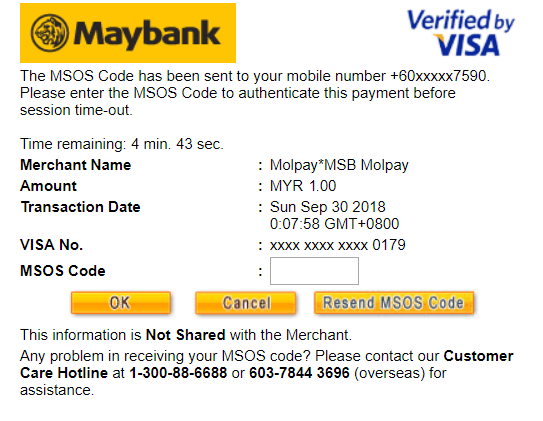 Maybank
Verified by
VISA
The MSOS Code has been sent to your mobile number +60xxxxx7590.
Please enter the MSOS Code to authenticate this payment before
session time-out.
Time remaining: 4 min. 43 sec.
Merchant Name : Molpay*MSB Molpay
Amount : MYR 1.00
Transaction Date : Sun Sep 30 2018
0:07:58 GMT+0800
VISA No. : xxxx xxxx xxxx 0179
MSOS Code :
OK Cancel Resend MSOS Code
This information is Not Shared with the Merchant.
Any problem in receiving your MSOS code? Please contact our Customer
Care Hotline at 1-300-88-6688 or 603-7844 3696 (overseas) for
assistance.